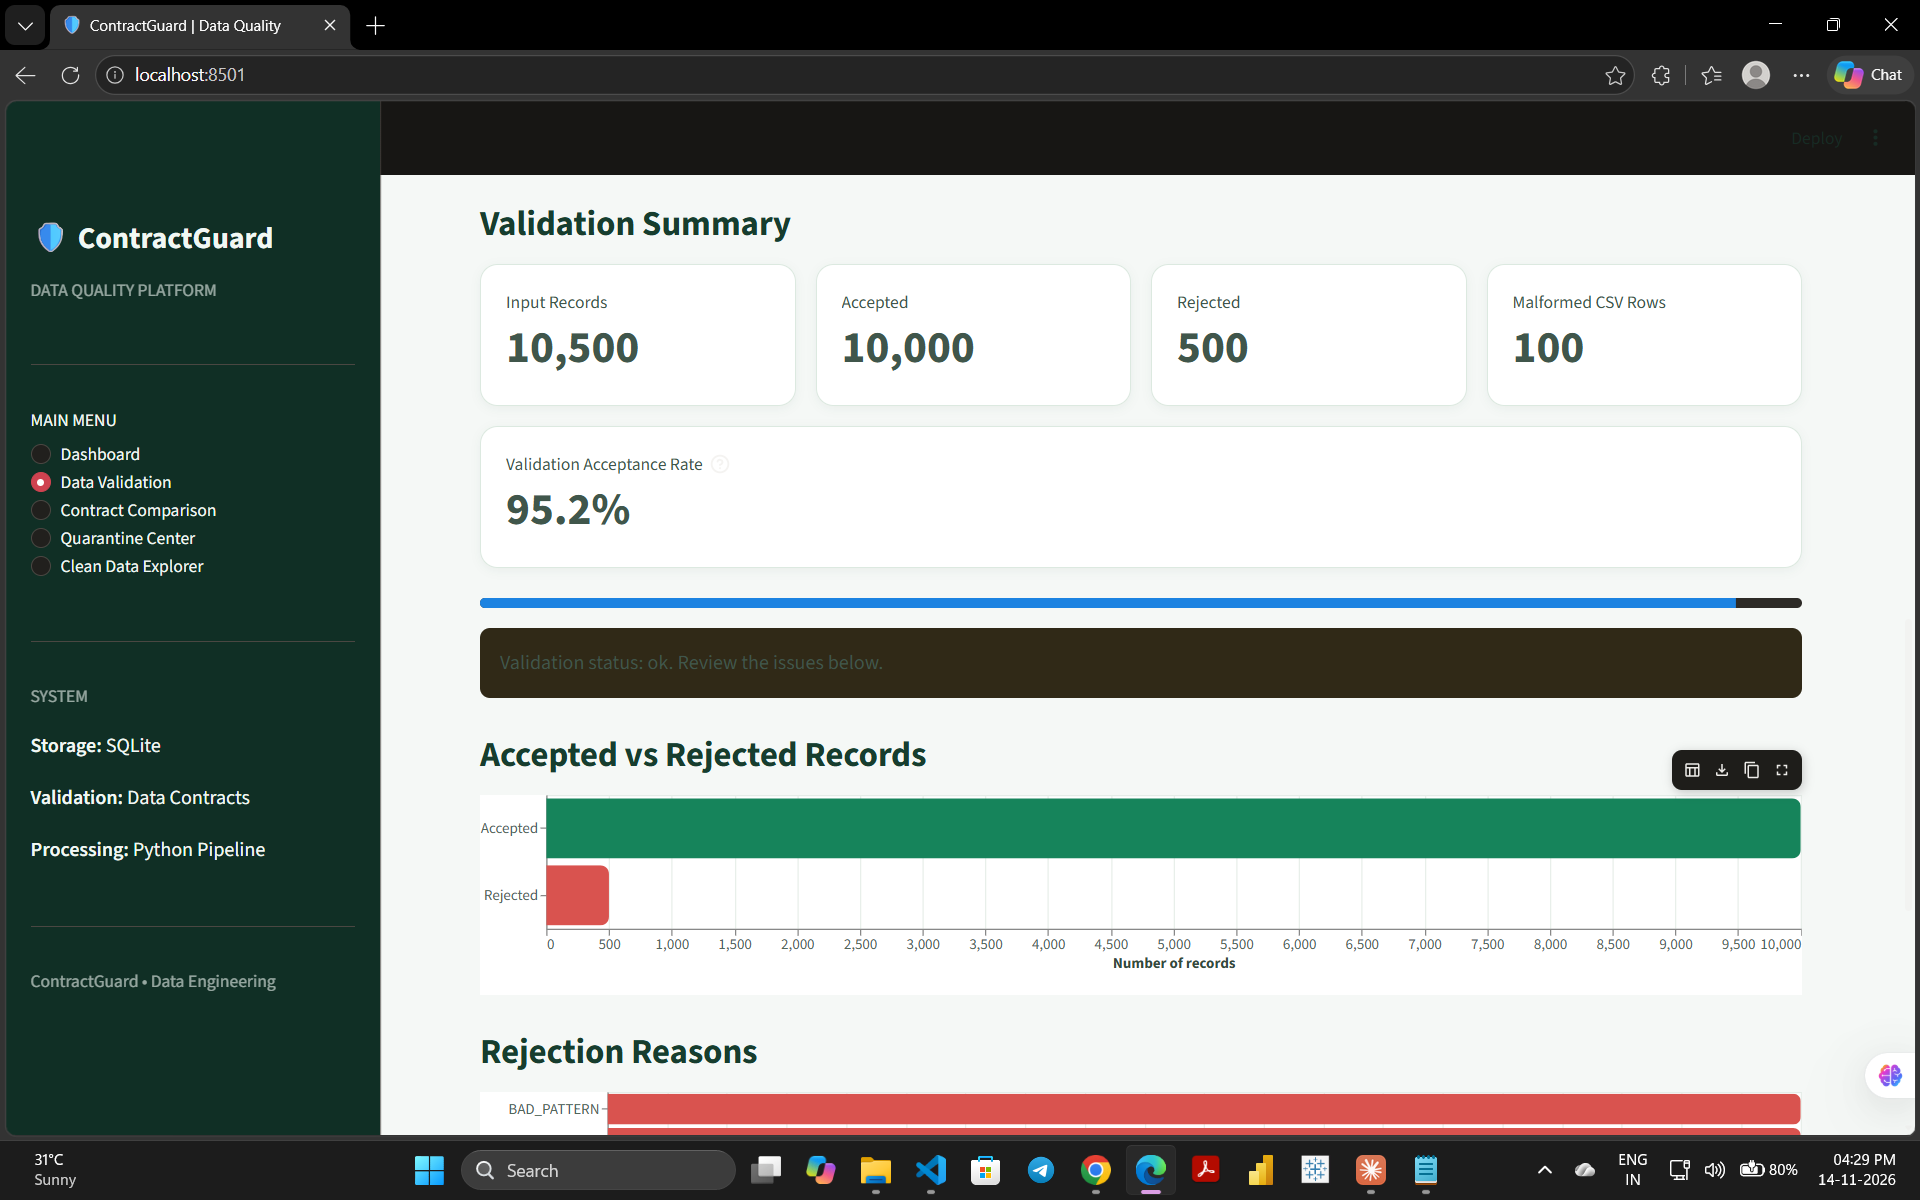 ContractGuard | Data Quality
localhost:8501
Chat
Deploy
ContractGuard
DATA QUALITY PLATFORM
MAIN MENU
Dashboard
Data Validation
Contract Comparison
Quarantine Center
Clean Data Explorer
SYSTEM
Storage: SQLite
Validation: Data Contracts
Processing: Python Pipeline
ContractGuard • Data Engineering
Validation Summary
Input Records
10,500
Accepted
10,000
Rejected
500
Malformed CSV Rows
100
Validation Acceptance Rate
95.2%
Validation status: ok. Review the issues below.
Accepted vs Rejected Records
Accepted
Rejected
0 500 1,000 1,500 2,000 2,500 3,000 3,500 4,000 4,500 5,000 5,500 6,000 6,500 7,000 7,500 8,000 8,500 9,000 9,500 10,000
Number of records
Rejection Reasons
BAD_PATTERN
31°C
Sunny
Search
ENG
IN
80%
04:29 PM
14-11-2026